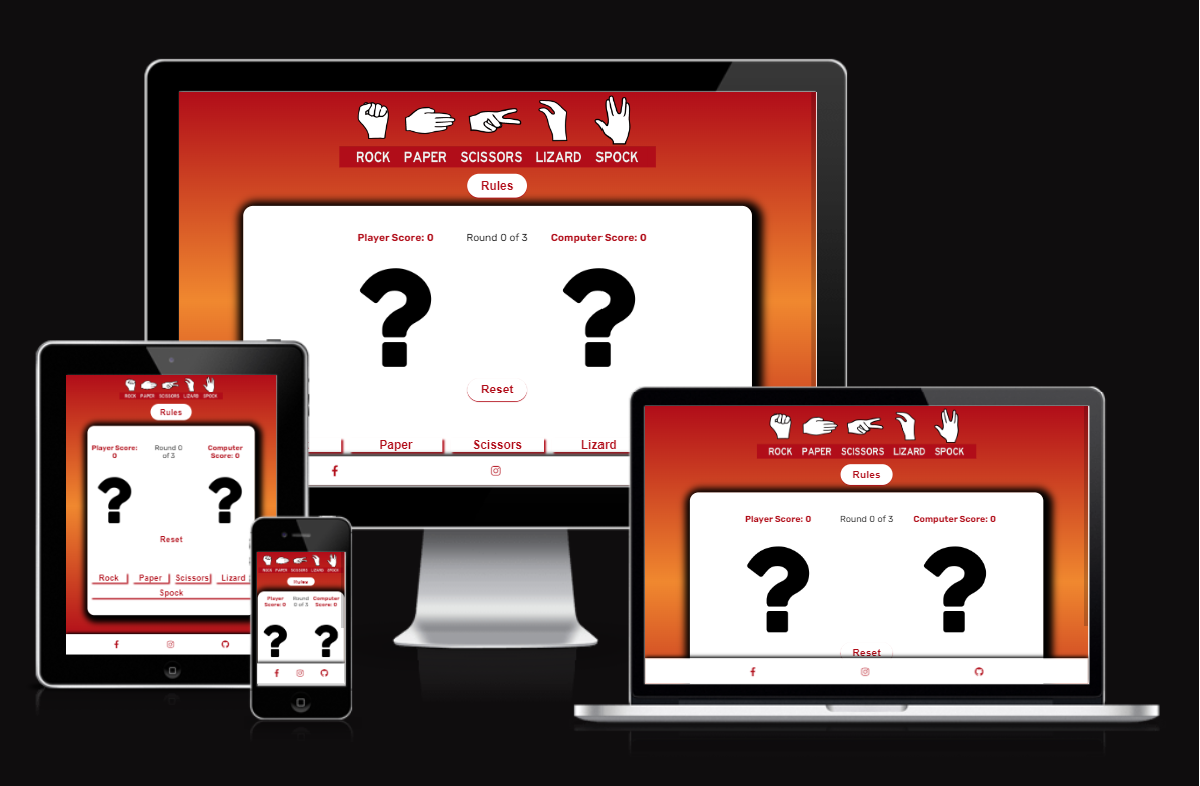 ROCK PAPER SCISSORS LIZARD SPOCK
Rules
Player Score: 0 Round 0 of 3 Computer Score: 0
Reset
Paper Scissors Lizard
ROCK PAPER SCISSORS LIZARD SPOCK
Rules
Player Score: Round 0 Computer
0 of 3 Score: 0
Reset
Rock Paper Scissors Lizard
Spock
ROCK PAPER SCISSORS LIZARD SPOCK
Rules
Player Round Computer
Score: 0 0 of 3 Score: 0
ROCK PAPER SCISSORS LIZARD SPOCK
Rules
Player Score: 0 Round 0 of 3 Computer Score: 0
Reset